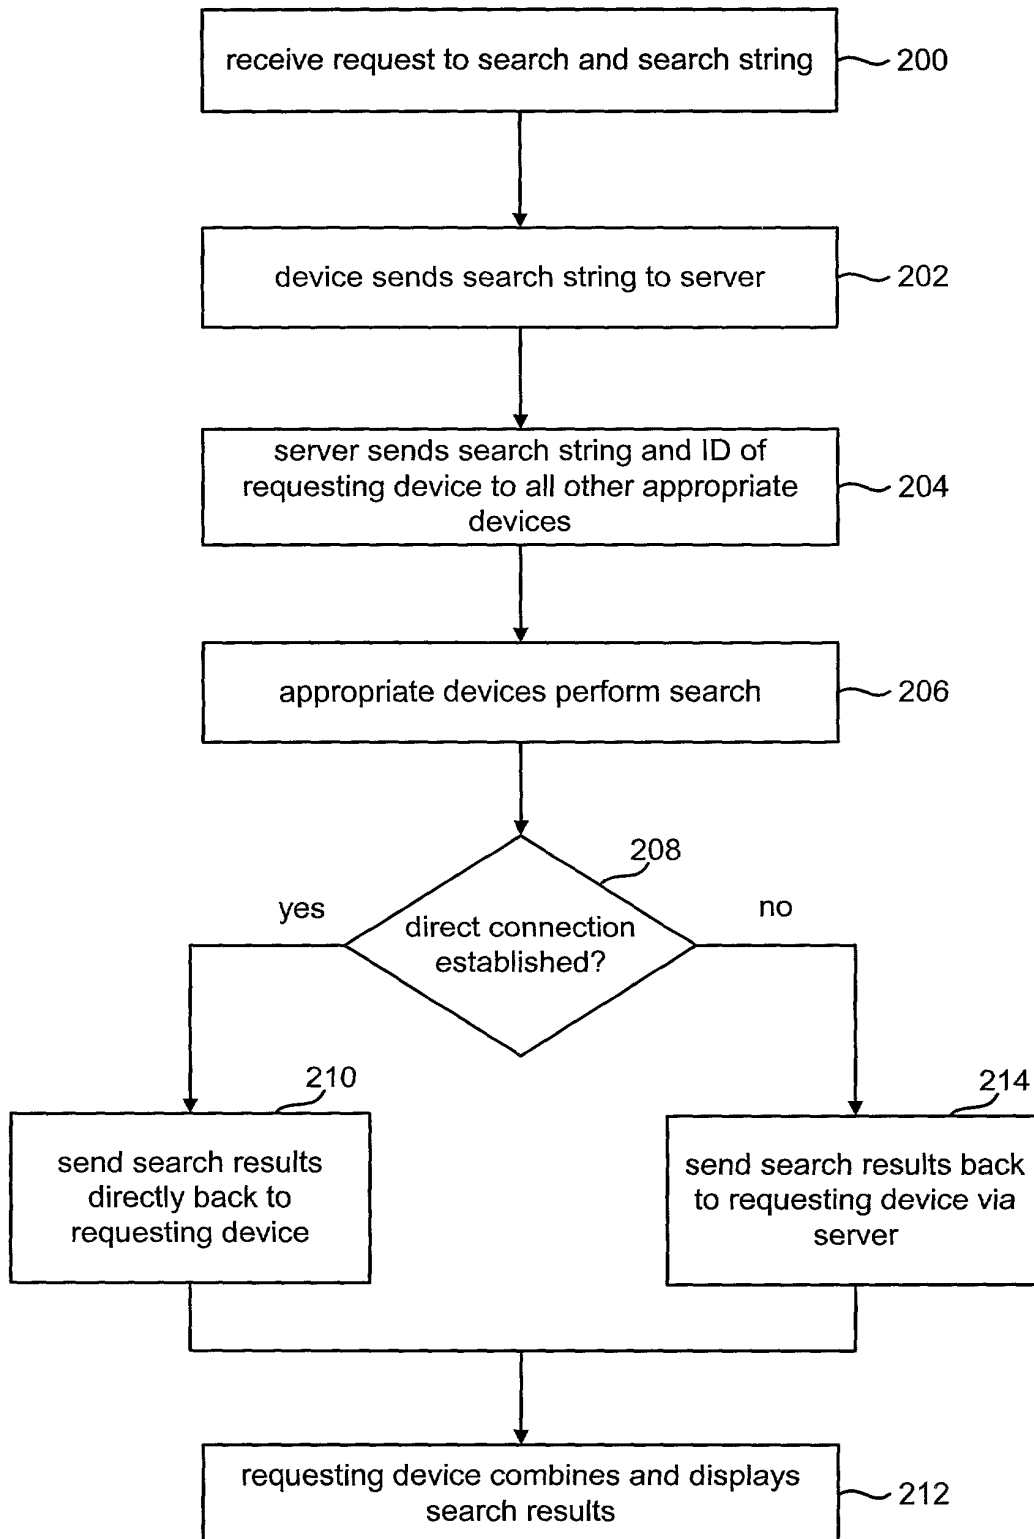 receive request to search and search string
200
device sends search string to server
202
server sends search string and ID of
requesting device to all other appropriate
devices
204
appropriate devices perform search
206
208
yes
no
direct connection
established?
210
214
send search results
directly back to
requesting device
send search results back
to requesting device via
server
requesting device combines and displays
search results
212